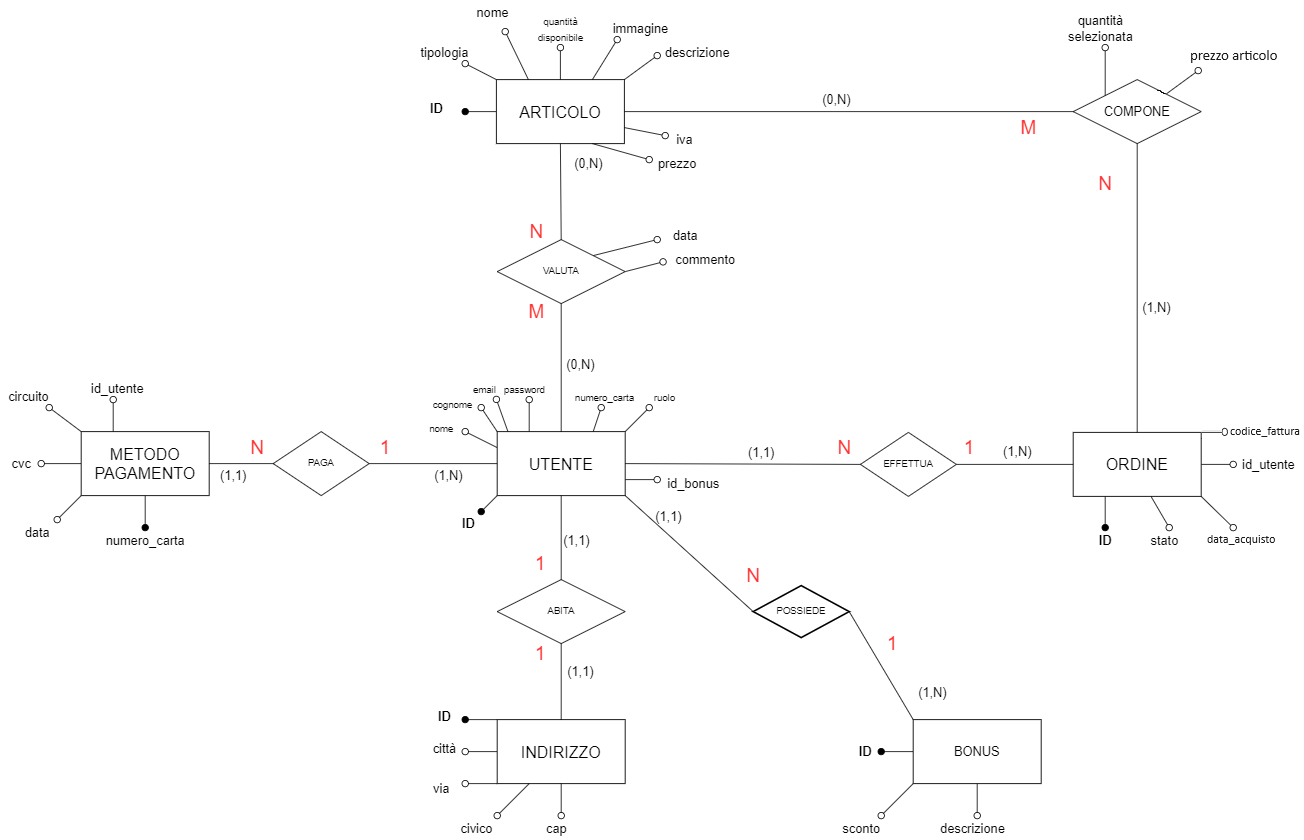 nome
quantità
disponibile
immagine
tipologia
descrizione
ID
ARTICOLO
iva
prezzo
(0,N)
(0,N)
M
quantità
selezionata
prezzo articolo
COMPONE
N
(1,N)
N
data
commento
VALUTA
M
(0,N)
circuito
id_utente
cvc
METODO
PAGAMENTO
data
numero_carta
(1,1)
N
PAGA
1
(1,N)
email
password
cognome
nome
numero_carta
ruolo
UTENTE
id_bonus
ID
(1,1)
N
EFFETTUA
1
(1,N)
ORDINE
codice_fattura
id_utente
data_acquisto
stato
ID
(1,1)
1
ABITA
1
(1,1)
(1,1)
N
POSSIEDE
1
(1,N)
ID
città
via
civico
cap
INDIRIZZO
ID
BONUS
sconto
descrizione